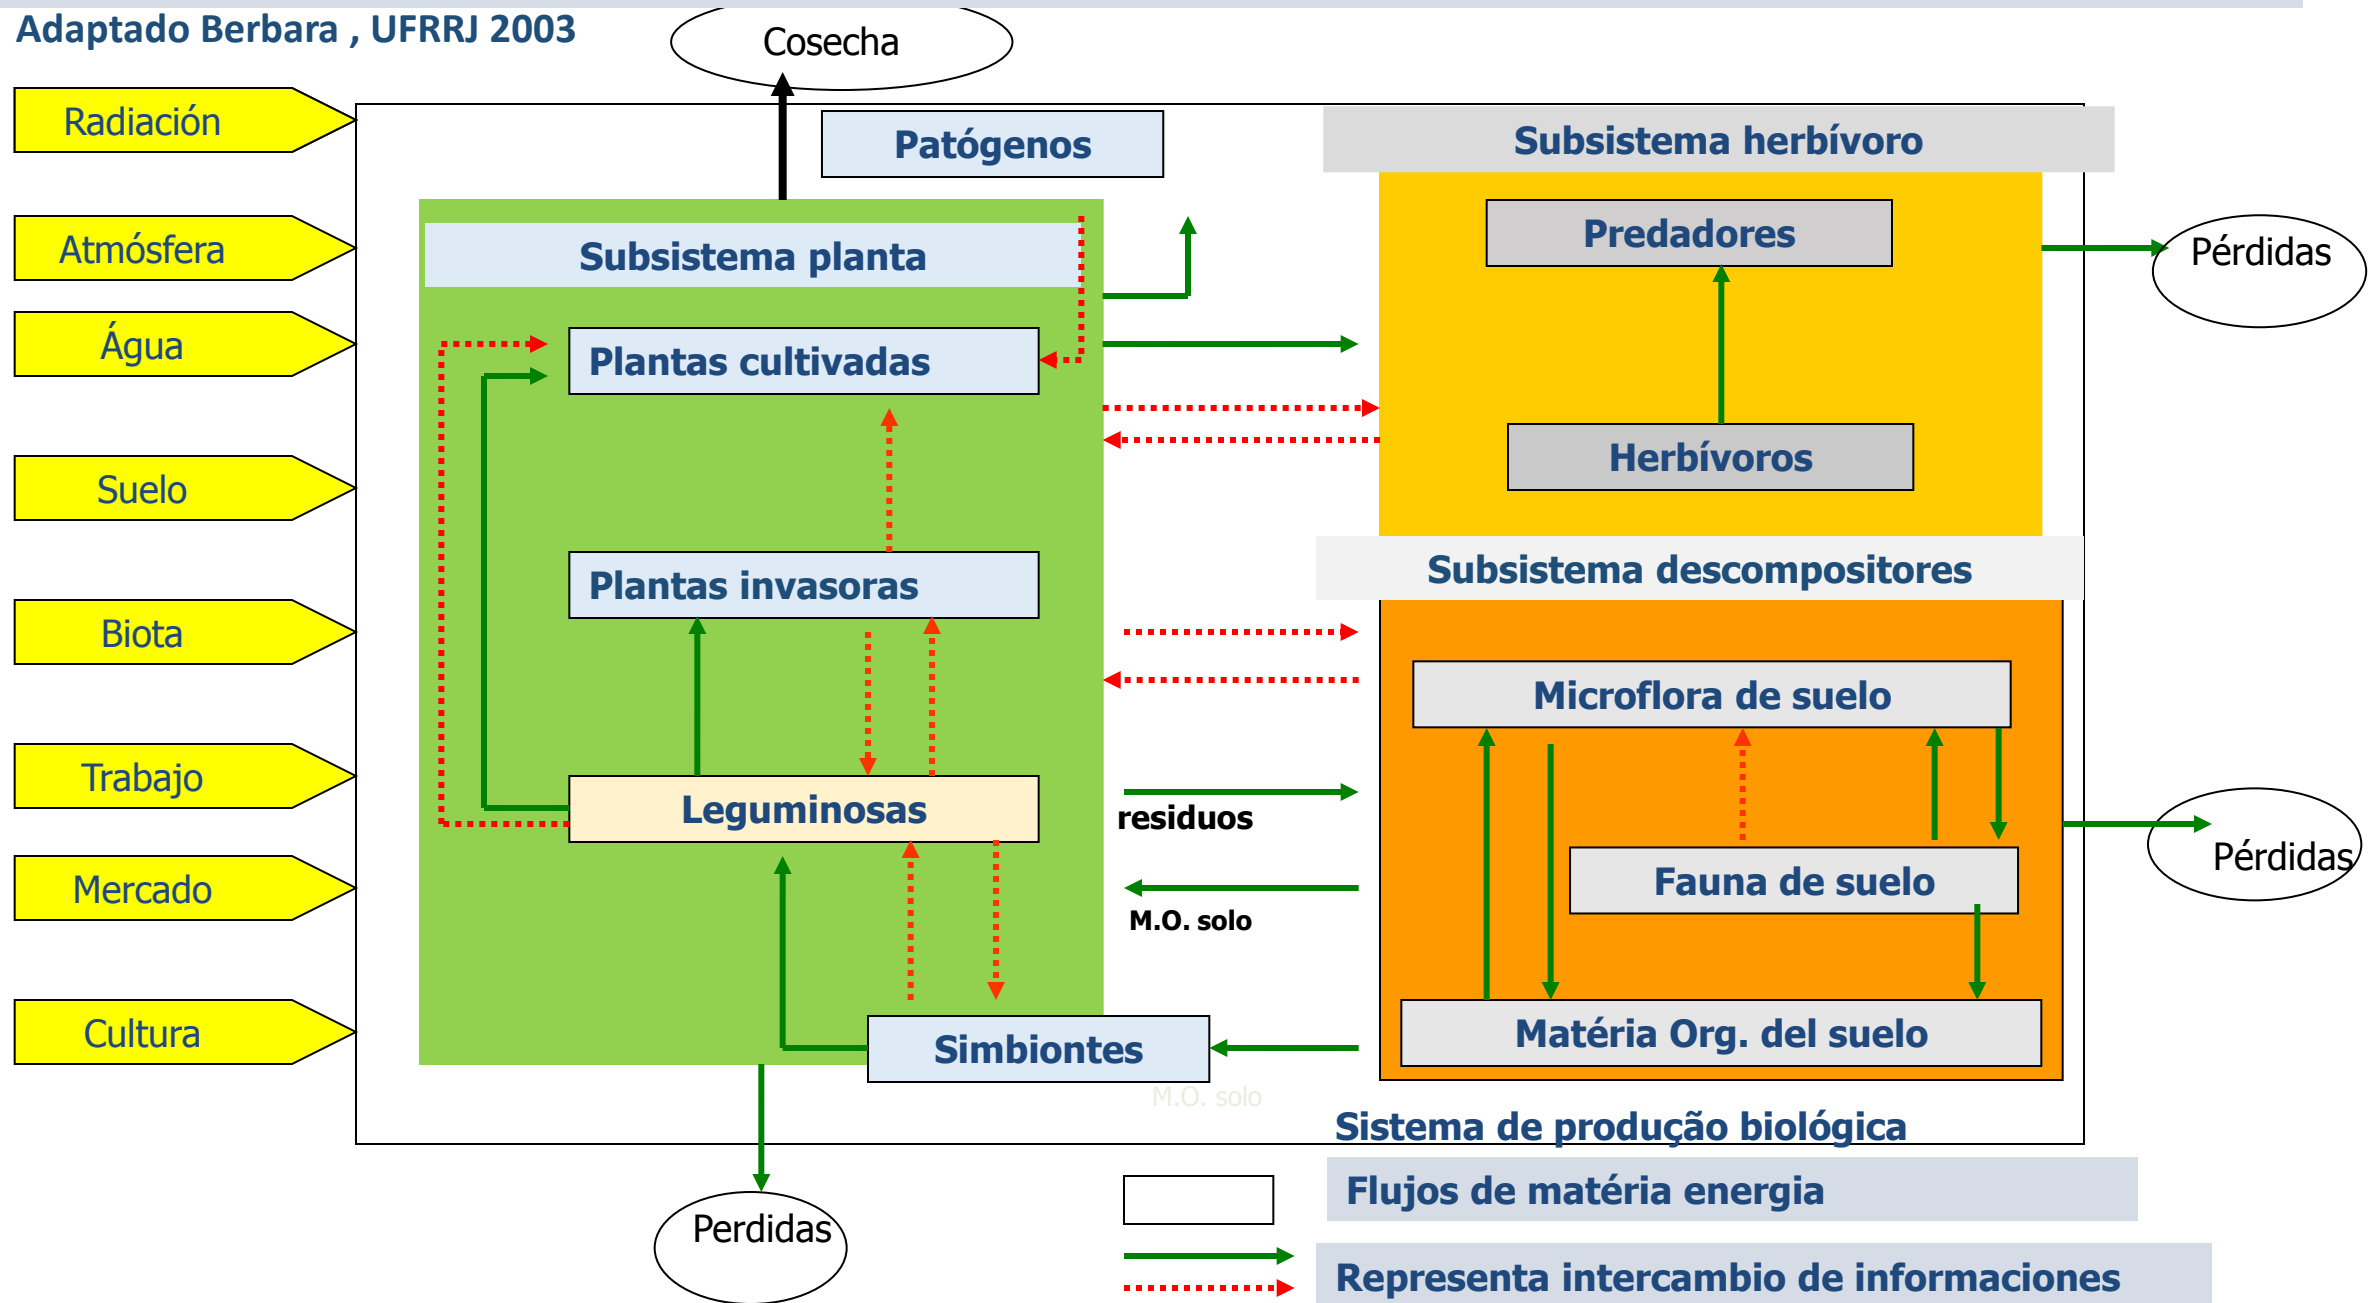 Adaptado Berbara , UFRRJ 2003
Cosecha
Radiación
Patógenos
Subsistema herbívoro
Atmósfera
Subsistema planta
Predadores
Pérdidas
Água
Plantas cultivadas
Suelo
Herbívoros
Plantas invasoras
Subsistema descompositores
Biota
Microflora de suelo
Trabajo
Leguminosas
residuos
Pérdidas
Mercado
Fauna de suelo
M.O. solo
Cultura
Simbiontes
Matéria Org. del suelo
M.O. solo
Sistema de produção biológica
Flujos de matéria energia
Perdidas
Representa intercambio de informaciones